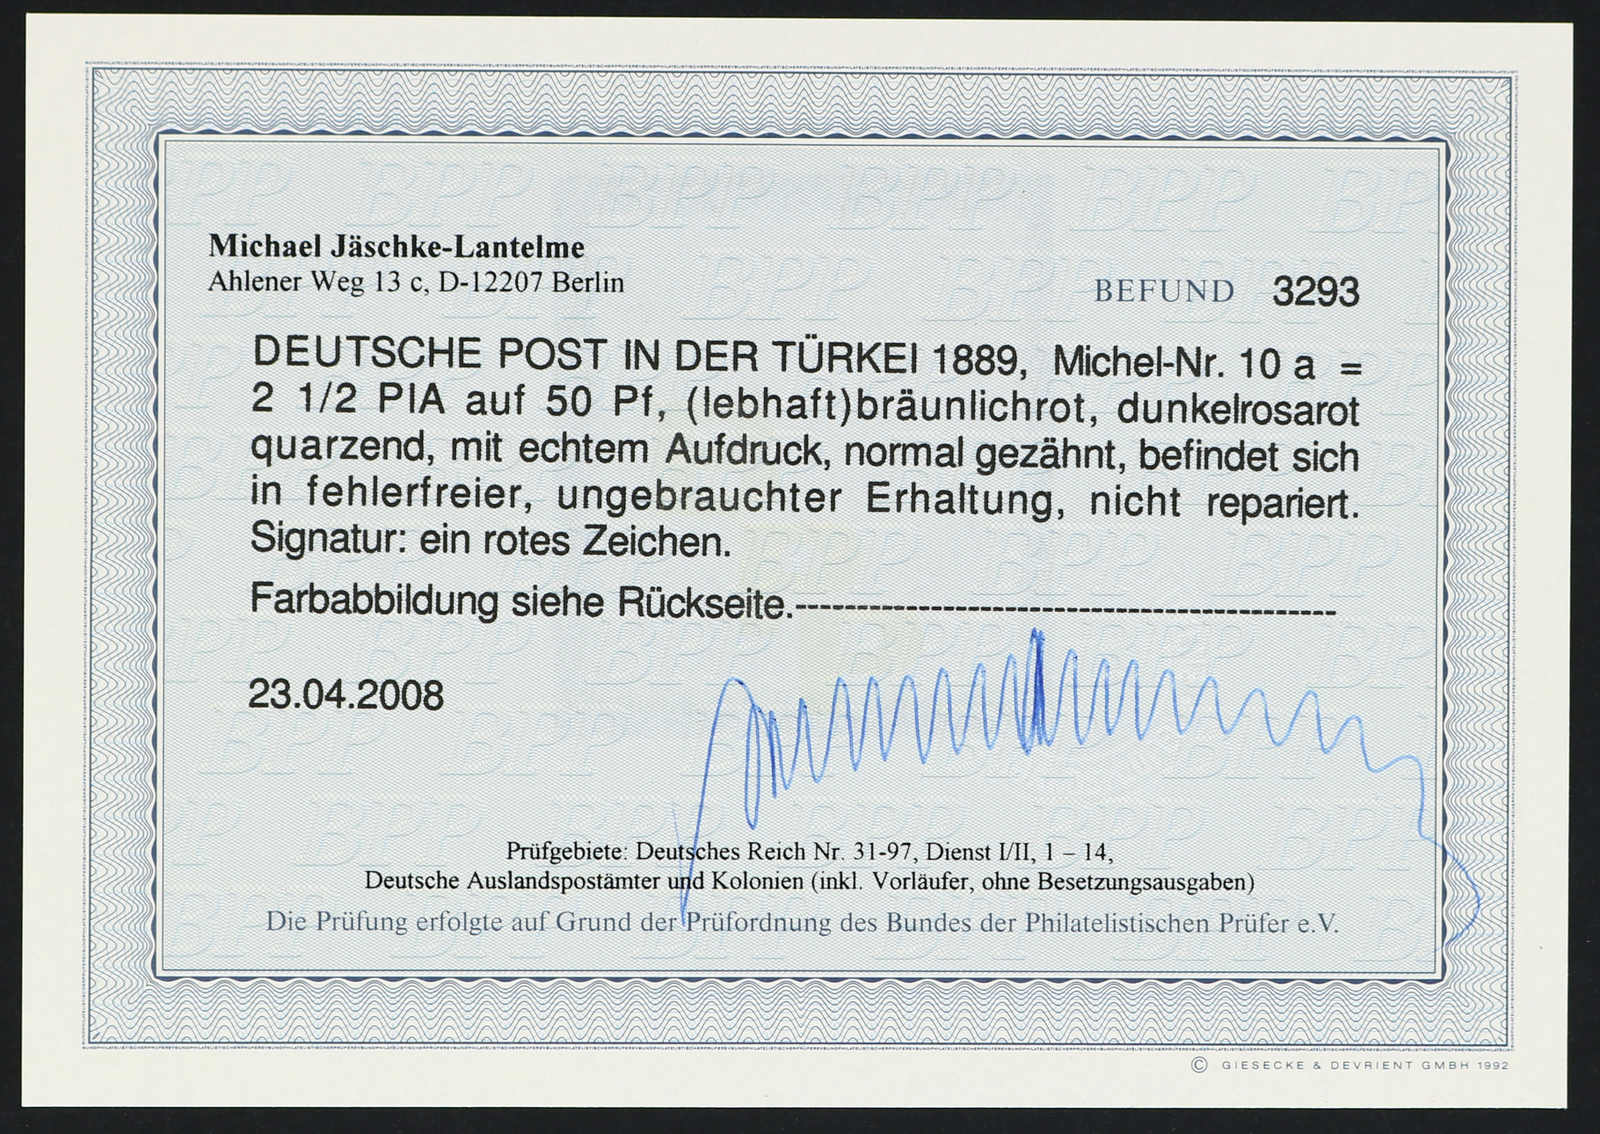 Michael Jäschke-Lantelme
Ahlener Weg 13 c, D-12207 Berlin
BEFUND 3293
DEUTSCHE POST IN DER TÜRKEI 1889, Michel-Nr. 10 a =
2 1/2 PIA auf 50 Pf, (lebhaft)bräunlichrot, dunkelrosarot
quarzend, mit echtem Aufdruck, normal gezähnt, befindet sich
in fehlerfreier, ungebrauchter Erhaltung, nicht repariert.
Signatur: ein rotes Zeichen.
Farbabbildung siehe Rückseite.--------------------------------------------
23.04.2008
Prüfgebiete: Deutsches Reich Nr. 31-97, Dienst I/II, 1 – 14,
Deutsche Auslandspostämter und Kolonien (inkl. Vorläufer, ohne Besetzungsausgaben)
Die Prüfung erfolgte auf Grund der Prüfordnung des Bundes der Philatelistischen Prüfer e.V.
© GIESECKE & DEVRIENT GMBH 1992